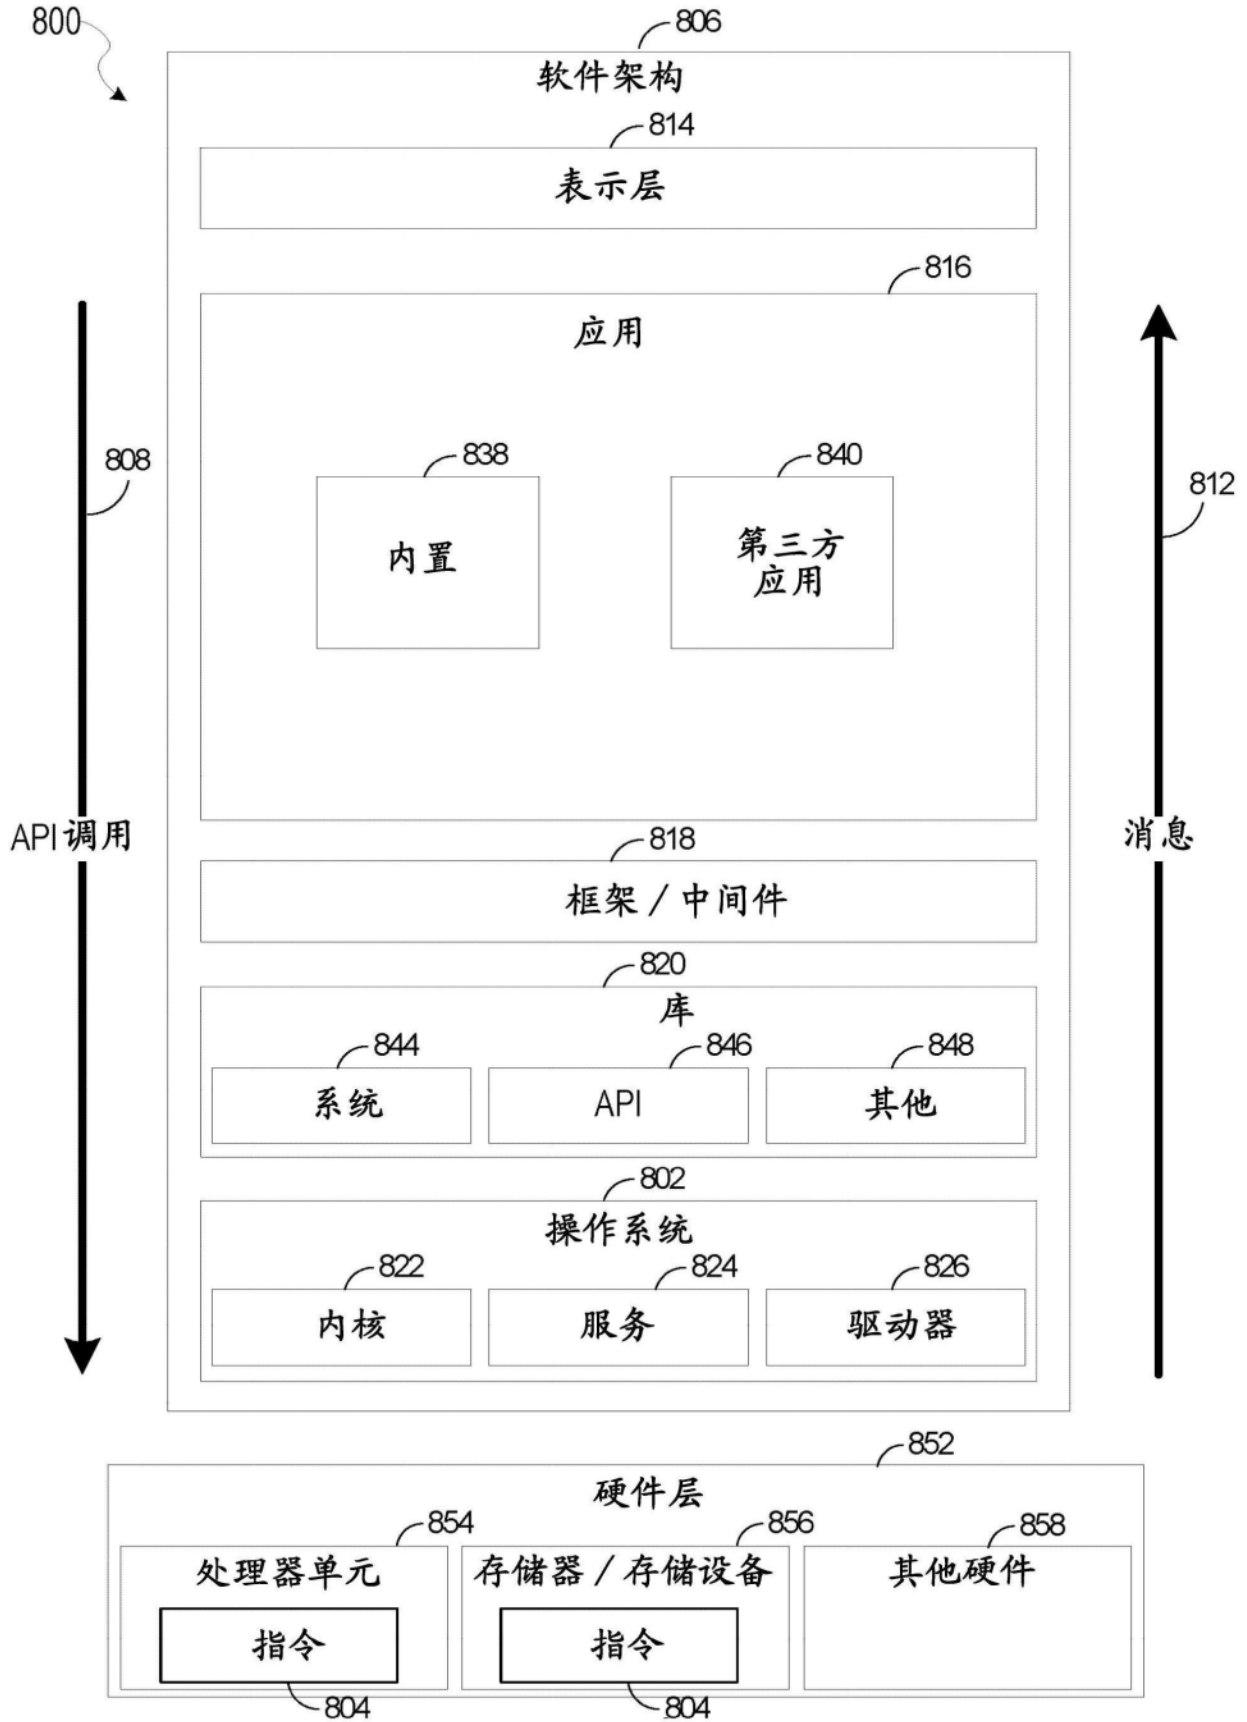 800
806
软件架构
814
表示层
816
应用
838
840
808
812
内置
第三方
应用
API调用
消息
818
框架/中间件
820
库
844
846
848
系统
API
其他
802
操作系统
822
824
826
内核
服务
驱动器
852
硬件层
854
856
858
处理器单元
存储器/存储设备
其他硬件
指令
指令
804
804